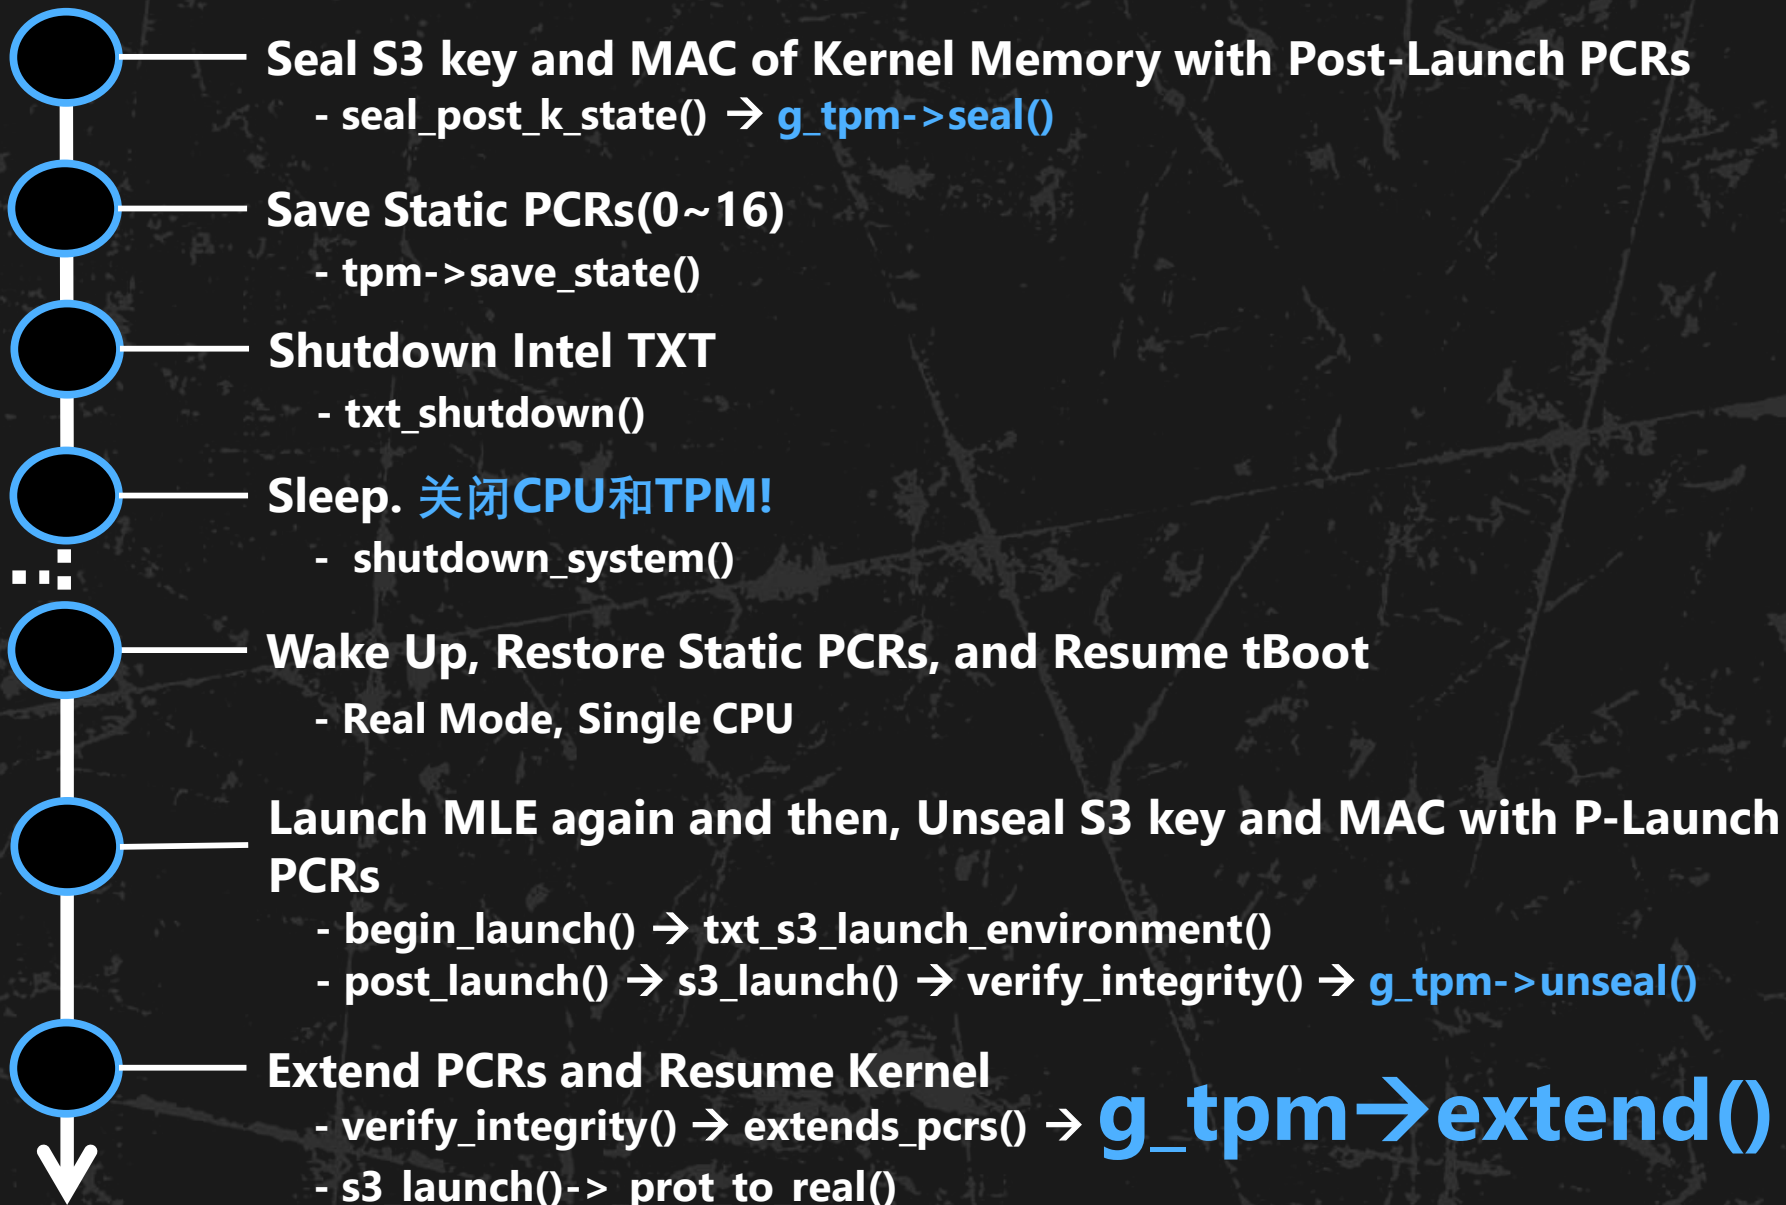 Seal S3 key and MAC of Kernel Memory with Post-Launch PCRs
- seal_post_k_state() → g_tpm->seal()
Save Static PCRs(0~16)
- tpm->save_state()
Shutdown Intel TXT
- txt_shutdown()
Sleep. 关闭CPU和TPM!
- shutdown_system()
Wake Up, Restore Static PCRs, and Resume tBoot
- Real Mode, Single CPU
Launch MLE again and then, Unseal S3 key and MAC with P-Launch
PCRs
- begin_launch() → txt_s3_launch_environment()
- post_launch() → s3_launch() → verify_integrity() → g_tpm->unseal()
Extend PCRs and Resume Kernel
- verify_integrity() → extends_pcrs() → g_tpm→extend()
- s3_launch()->_prot_to_real()